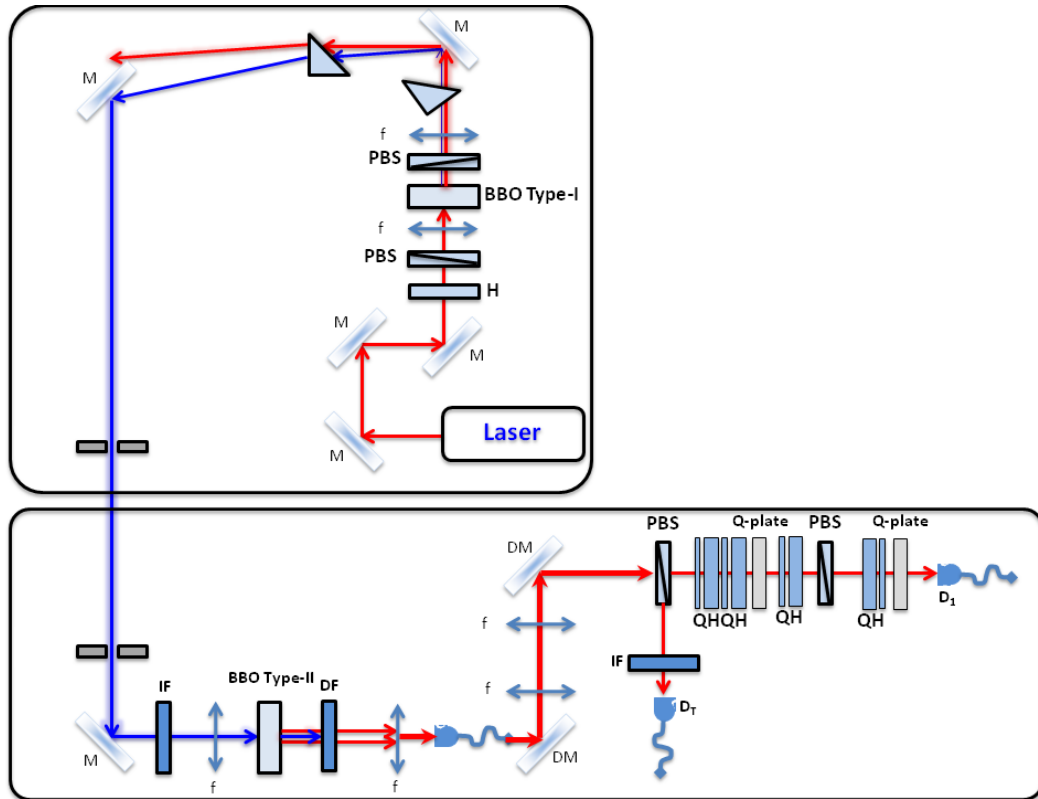 M
M
f
PBS
BBO Type-I
f
PBS
H
M
M
Laser
M
PBS
Q-plate
PBS
Q-plate
DM
D1
QH QH
QH
QH
f
IF
BBO Type-II
DF
IF
f
DT
M
f
f
DM